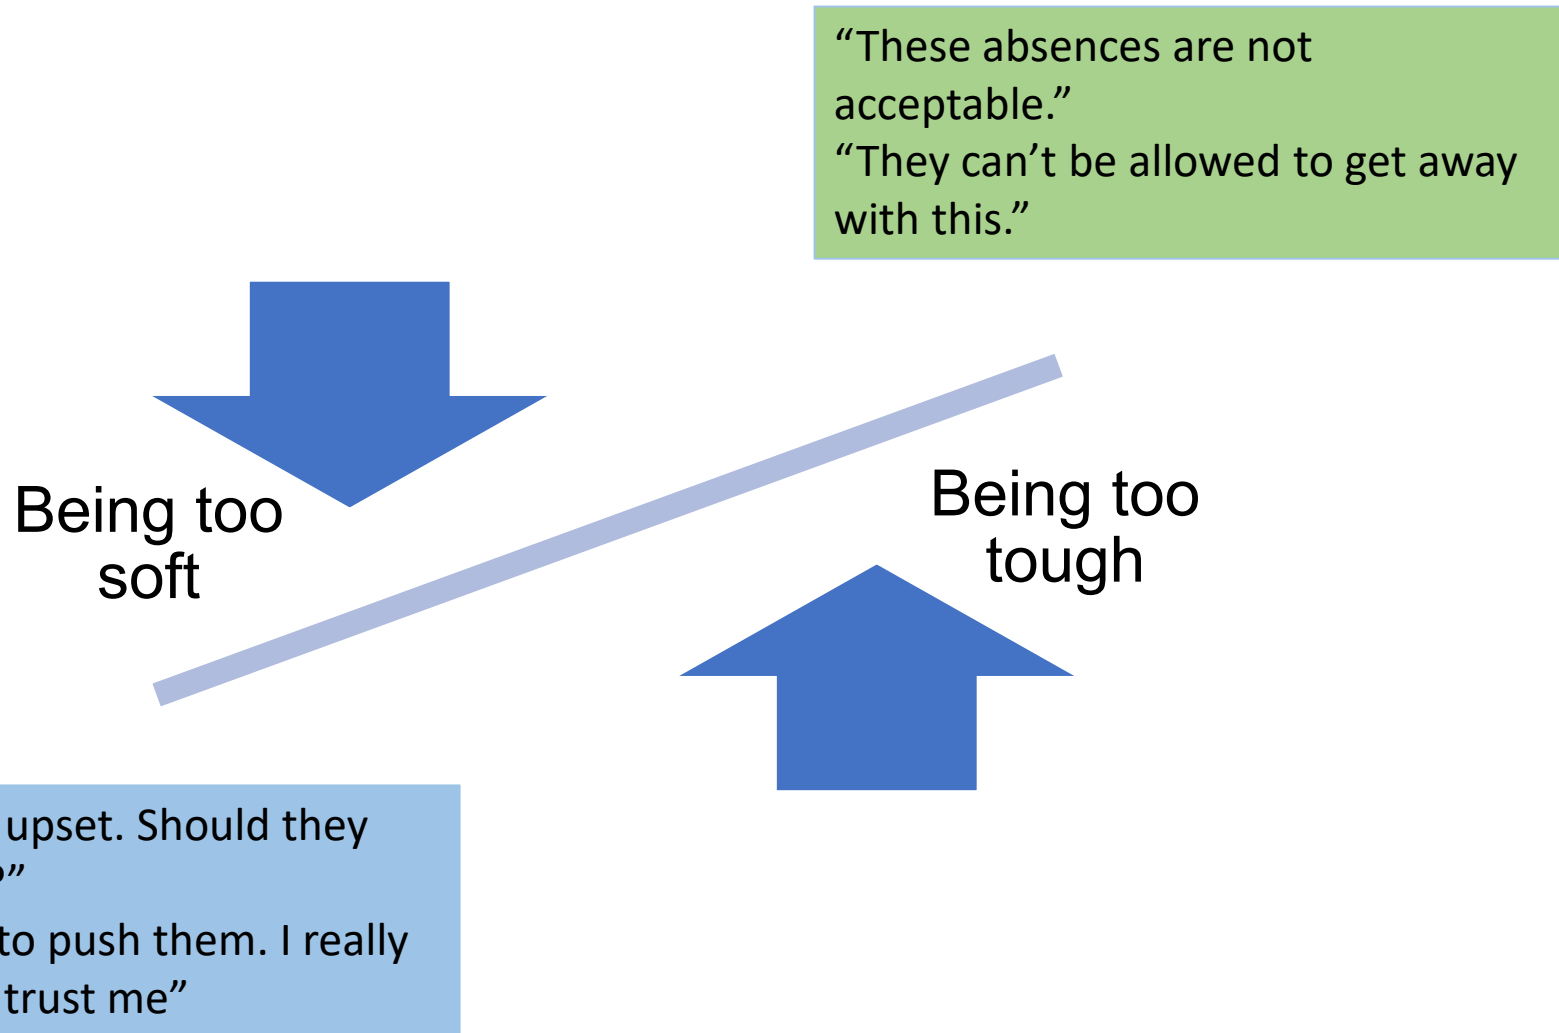 “These absences are not
acceptable.”
“They can’t be allowed to get away
with this.”
Being too
soft
Being too
tough
upset. Should they
?”
to push them. I really
trust me”